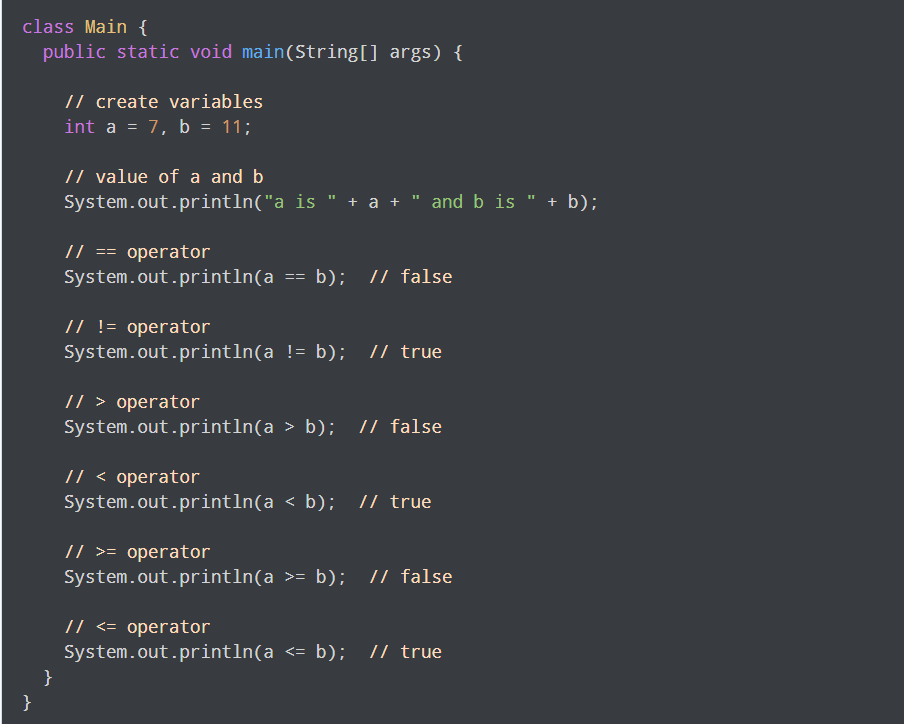 class Main {
  public static void main(String[] args) {

    // create variables
    int a = 7, b = 11;

    // value of a and b
    System.out.println("a is " + a + " and b is " + b);

    // == operator
    System.out.println(a == b);  // false

    // != operator
    System.out.println(a != b);  // true

    // > operator
    System.out.println(a > b);  // false

    // < operator
    System.out.println(a < b);  // true

    // >= operator
    System.out.println(a >= b);  // false

    // <= operator
    System.out.println(a <= b);  // true
  }
}